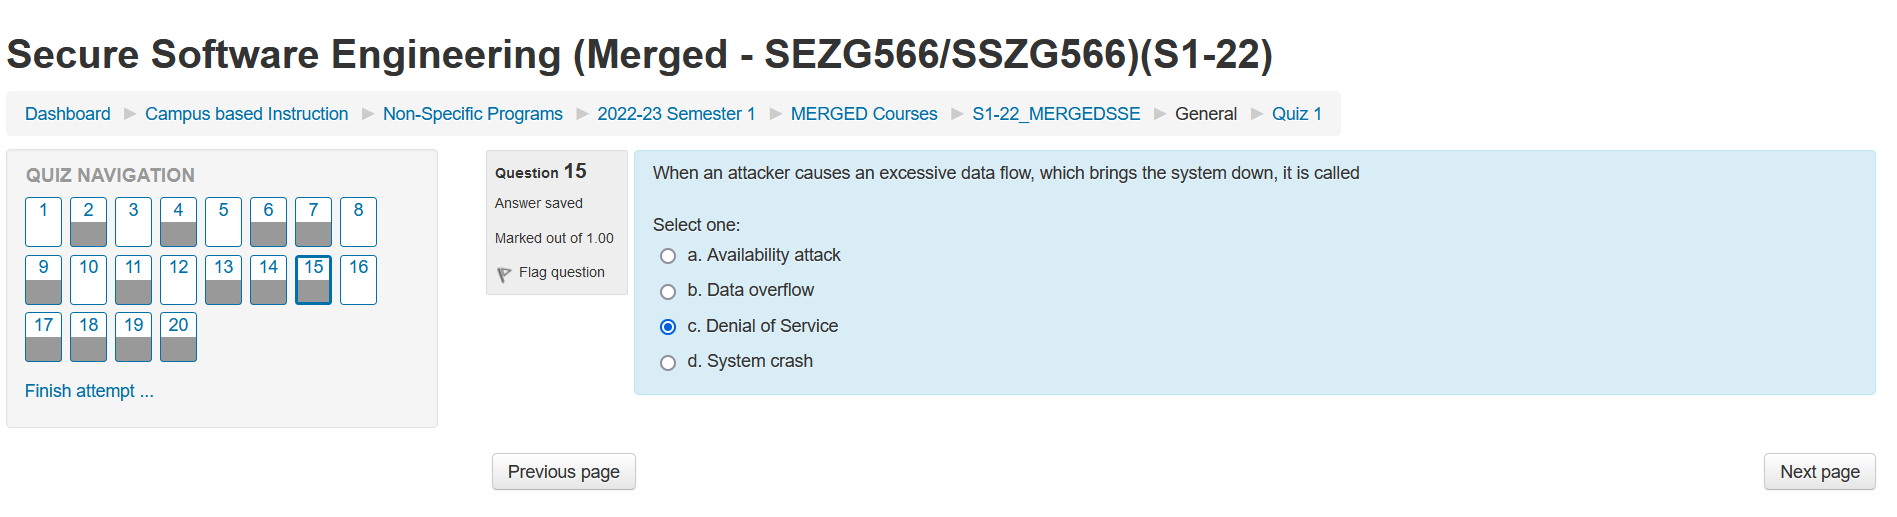 Secure Software Engineering (Merged - SEZG566/SSZG566)(S1-22)
Dashboard Campus based Instruction Non-Specific Programs 2022-23 Semester 1 MERGED Courses S1-22_MERGEDSSE General Quiz 1
QUIZ NAVIGATION
1 2 3 4 5 6 7 8
9 10 11 12 13 14 15 16
17 18 19 20
Finish attempt ...
Question 15
Answer saved
Marked out of 1.00
Flag question
When an attacker causes an excessive data flow, which brings the system down, it is called
Select one:
a. Availability attack
b. Data overflow
c. Denial of Service
d. System crash
Previous page
Next page